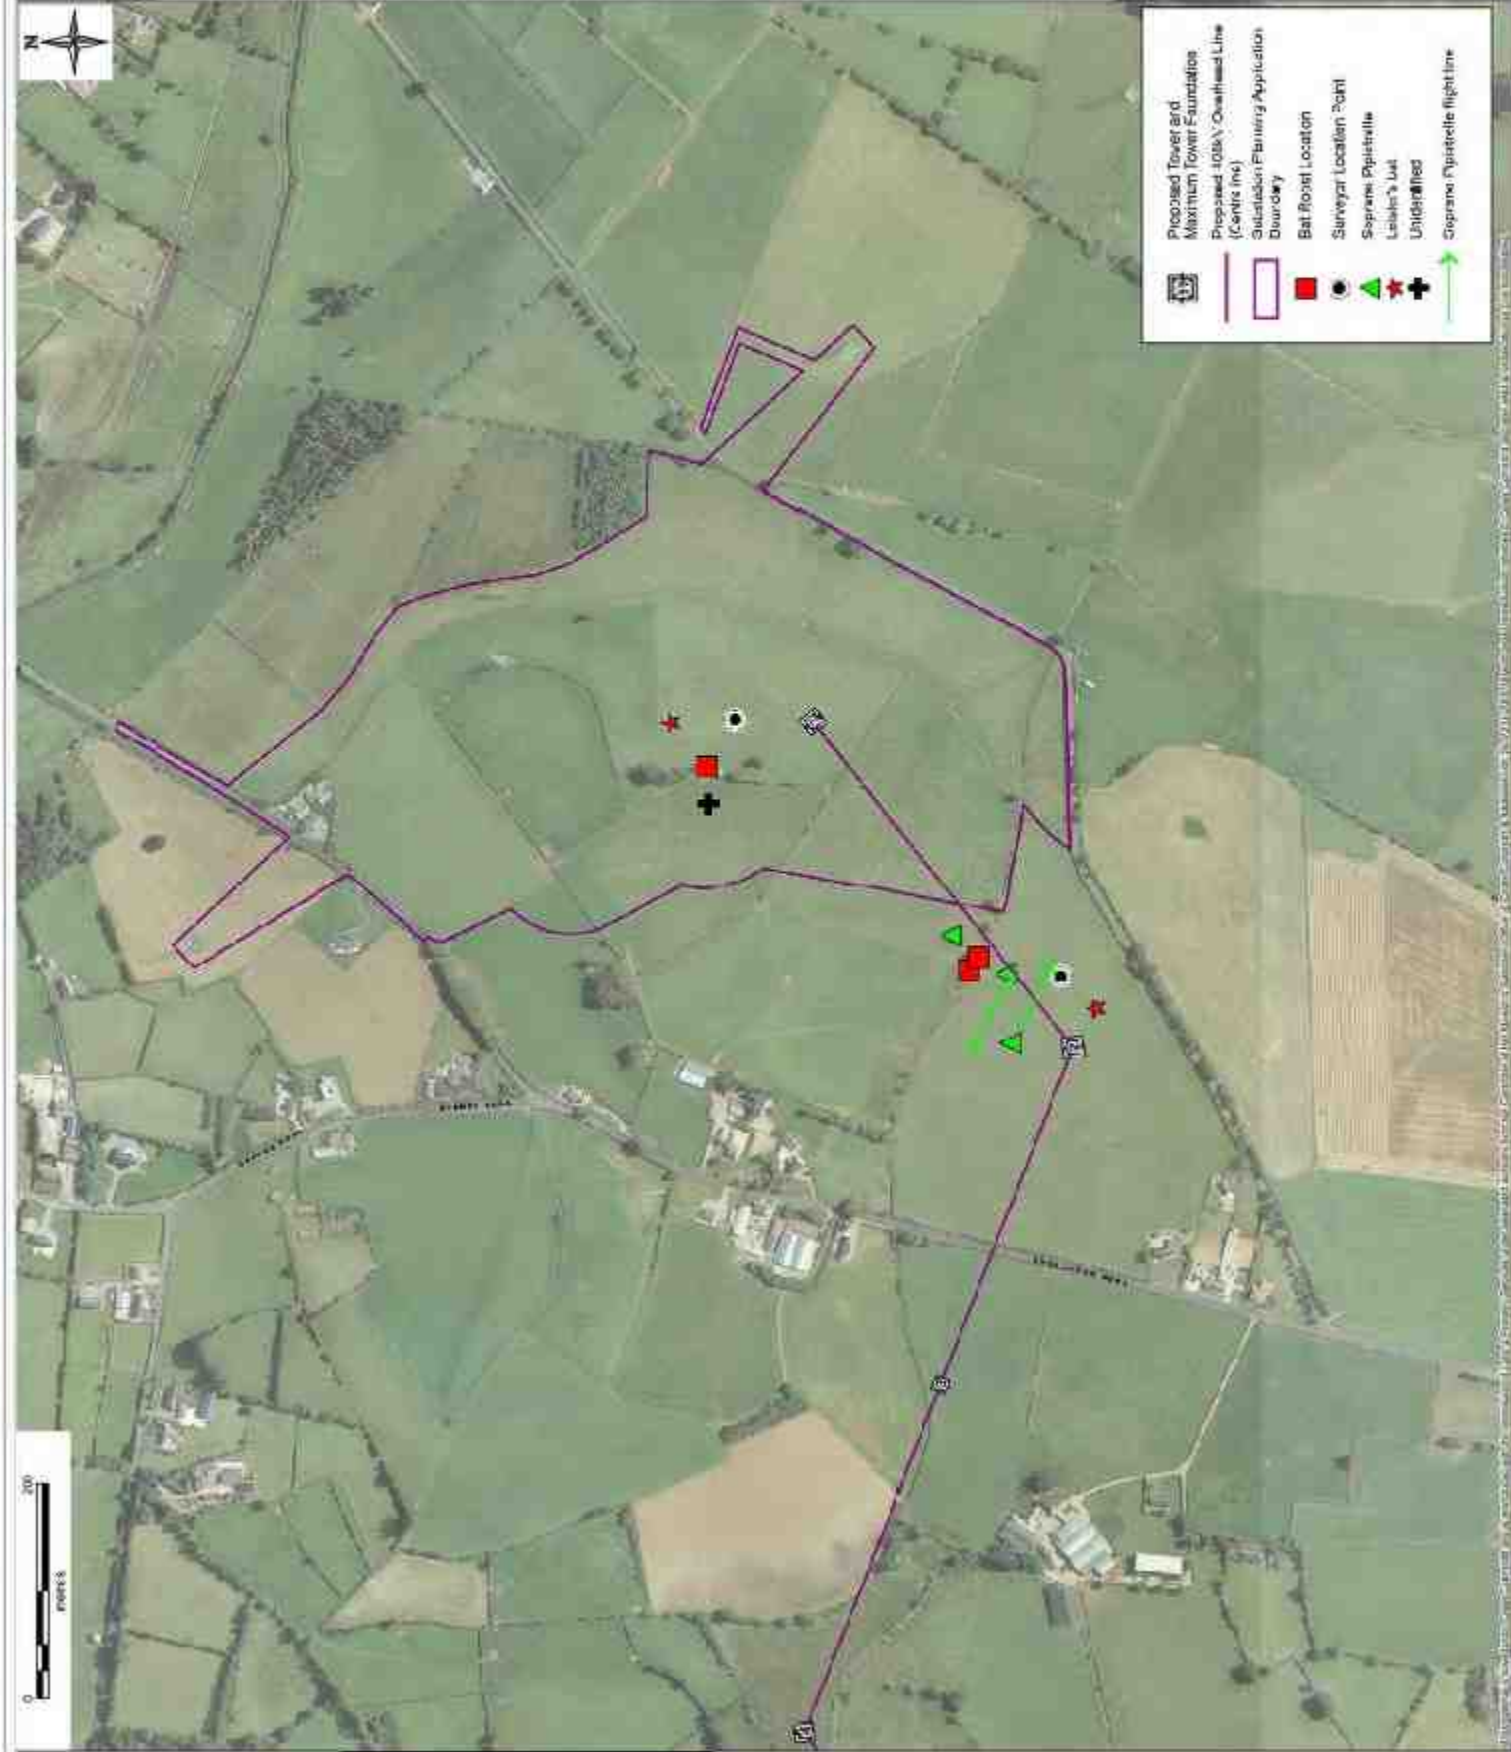 N
0 200
metres
Proposed Tower and
Maximum Tower Foundation
Proposed 400kV Overhead Line
(Centre line)
Substation Planning Application
Boundary
Bat Roost Location
Surveyor Location Point
Soprano Pipistrelle
Leisler's bat
Unidentified
Soprano Pipistrelle flight line